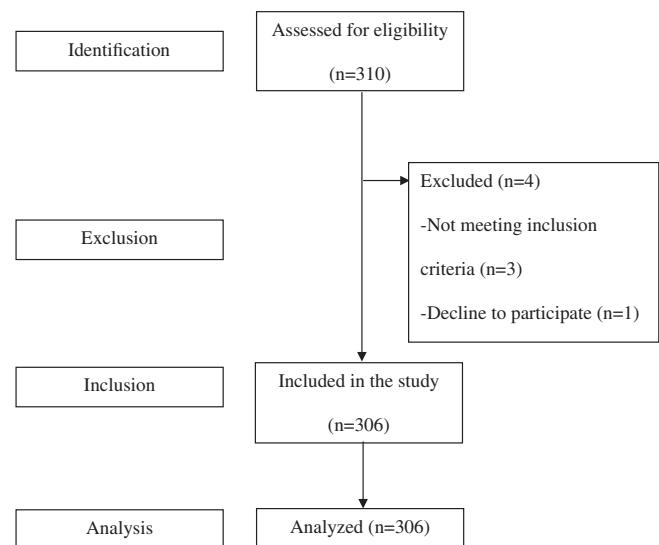 Identification
Assessed for eligibility
(n=310)
Excluded (n=4)
-Not meeting inclusion
criteria (n=3)
-Decline to participate (n=1)
Exclusion
Inclusion
Included in the study
(n=306)
Analysis
Analyzed (n=306)